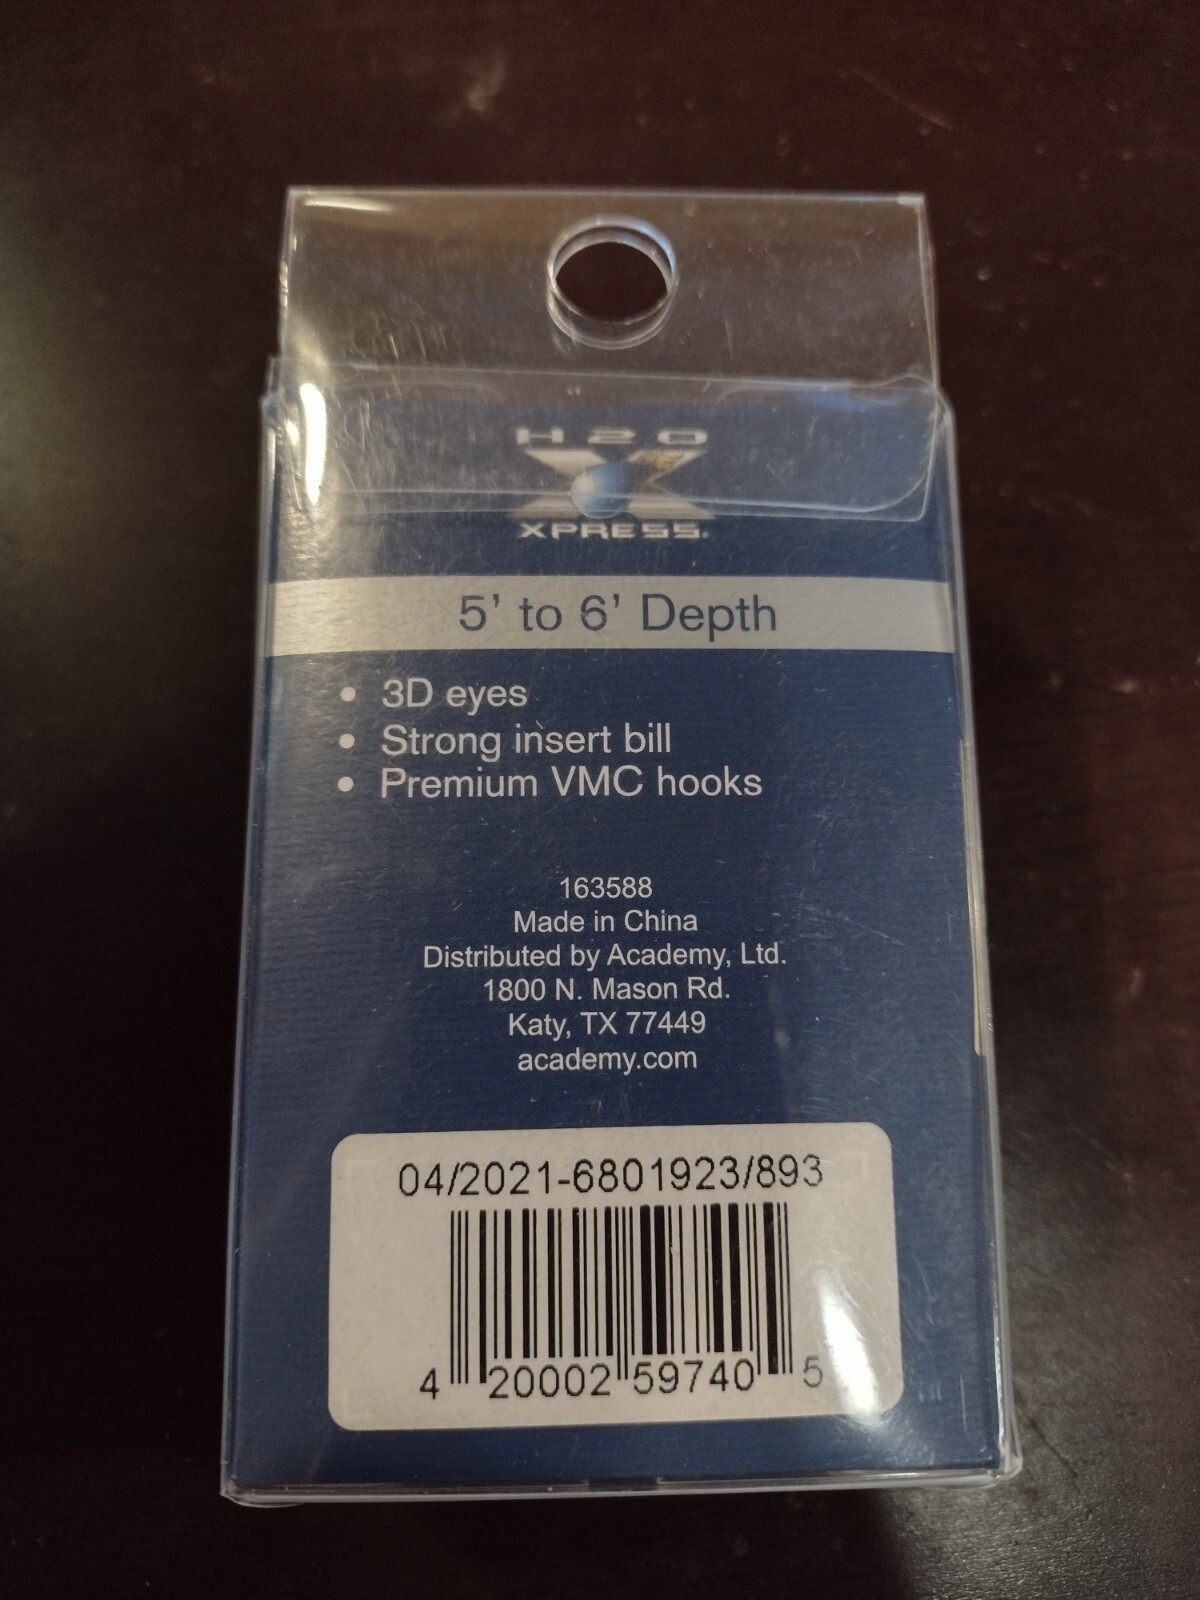 H2O
X
XPRESS.
5' to 6' Depth
• 3D eyes
• Strong insert bill
• Premium VMC hooks
163588
Made in China
Distributed by Academy, Ltd.
1800 N. Mason Rd.
Katy, TX 77449
academy.com
04/2021-6801923/893
4 20002 59740 5